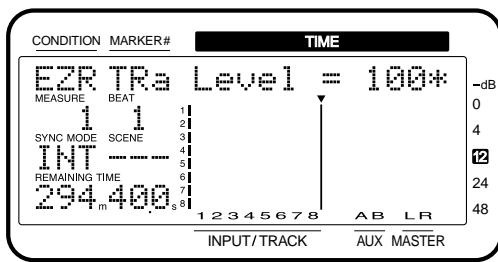 CONDITION MARKER# TIME
EZR TRa Level = 100*
MEASURE BEAT
1 1
SYNC MODE SCENE
INT ---
REMAINING TIME
294m400s
1
2
3
4
5
6
7
8
1 2 3 4 5 6 7 8 AB LR
INPUT/TRACK AUX MASTER
-dB
0
4
12
24
48